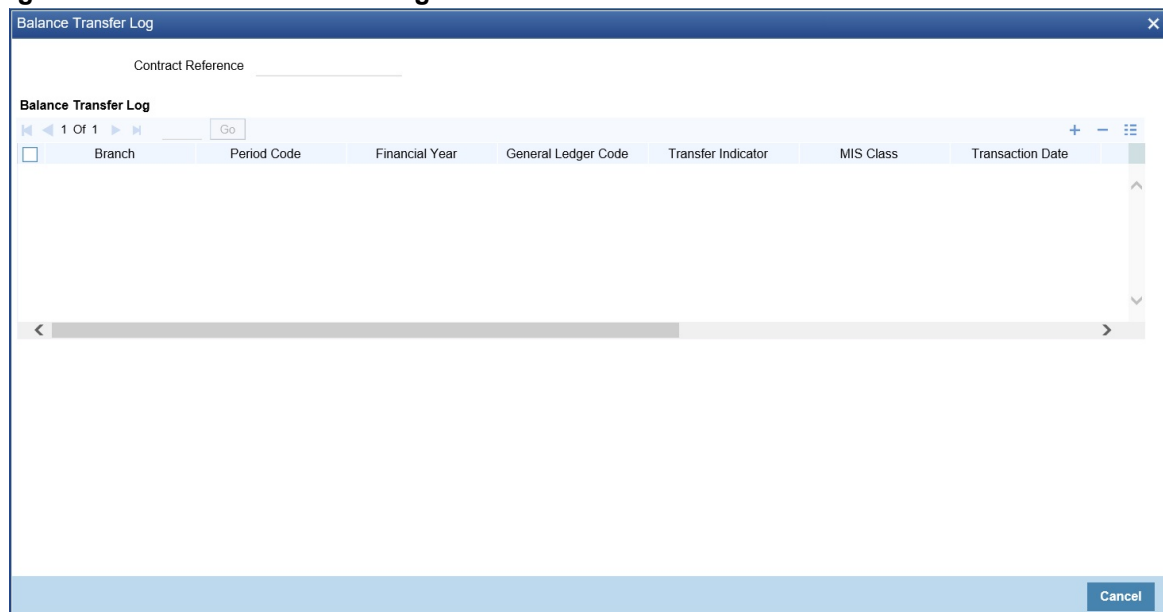 Balance Transfer Log
Contract Reference
Balance Transfer Log
1 Of 1 Go
Branch Period Code Financial Year General Ledger Code Transfer Indicator MIS Class Transaction Date
Cancel